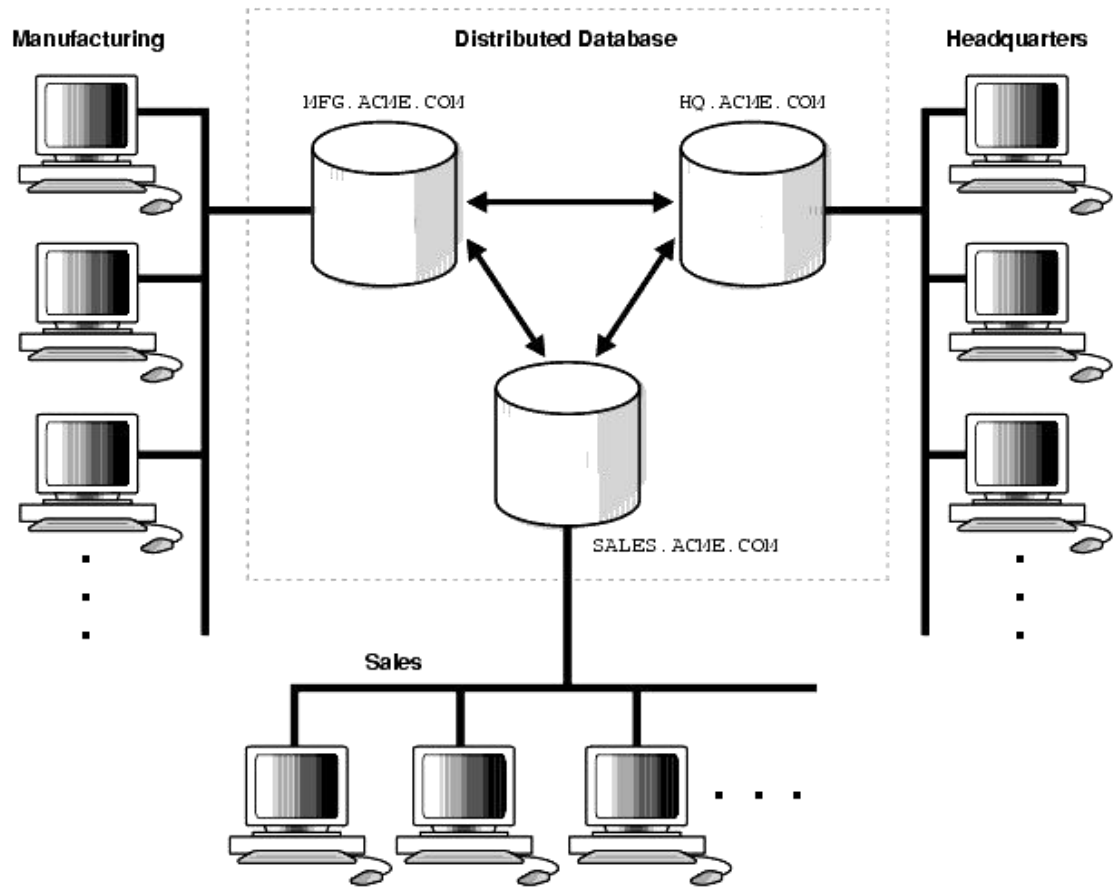 Manufacturing
Distributed Database
Headquarters
MFG.ACME.COM
HQ.ACME.COM
SALES.ACME.COM
Sales